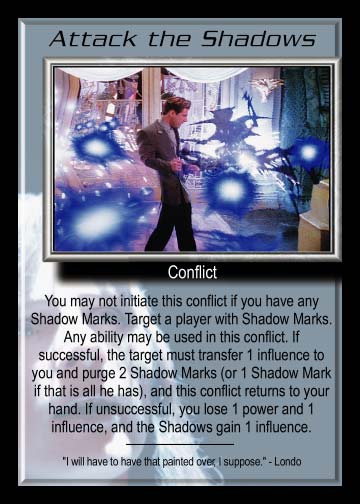 Attack the Shadows
Conflict
You may not initiate this conflict if you have any
Shadow Marks. Target a player with Shadow Marks.
Any ability may be used in this conflict. If
successful, the target must transfer 1 influence to
you and purge 2 Shadow Marks (or 1 Shadow Mark
if that is all he has), and this conflict returns to your
hand. If unsuccessful, you lose 1 power and 1
influence, and the Shadows gain 1 influence.
"I will have to have that painted over, I suppose." - Londo